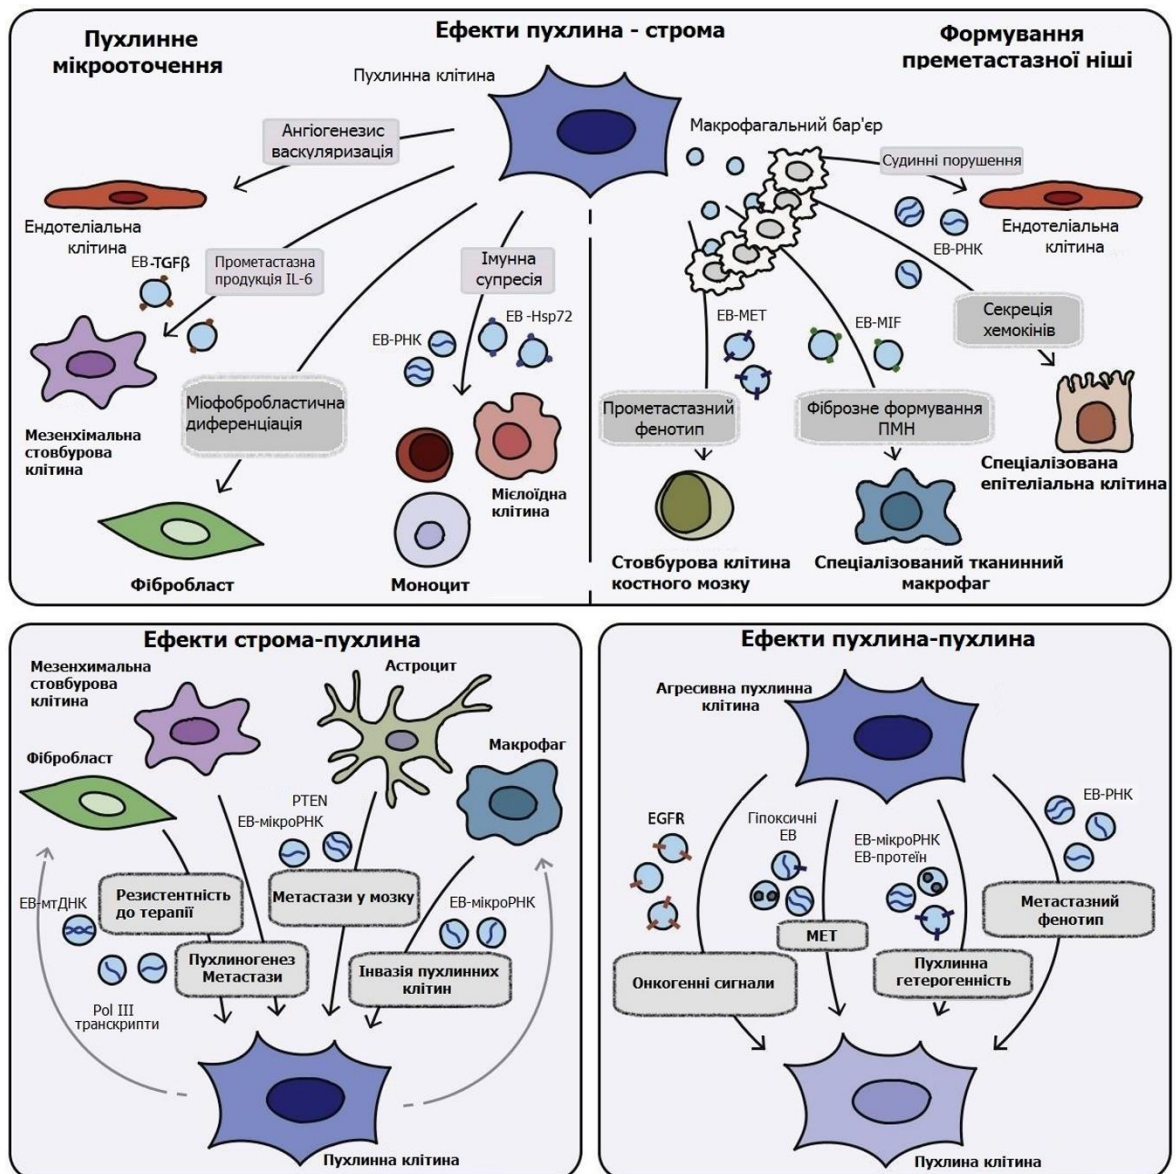 Ефекти пухлина - строма
Пухлинне
мікрооточення
Формування
преметастазної ніші
Пухлинна клітина
Ангіогенезис
васкуляризація
Ендотеліальна
клітина
ЕВ-TGFβ
Прометастазна
продукція IL-6
Імунна
супресія
ЕВ-РНК
ЕВ -Hsp72
Міофобробластична
диференціація
Мезенхімальна
стовбурова
клітина
Мієлоїдна
клітина
Фібробласт
Моноцит
Макрофагальний бар'єр
Судинні порушення
ЕВ-РНК
Ендотеліальна
клітина
ЕВ-МЕТ
ЕВ-MIF
Секреція
хемокінів
Прометастазний
фенотип
Фіброзне формування
ПМН
Спеціалізована
епітеліальна клітина
Стовбурова клітина
костного мозку
Спеціалізований тканинний
макрофаг
Ефекти строма-пухлина
Мезенхимальна
стовбурова
клітина
Астроцит
Фібробласт
Макрофаг
PTEN
ЕВ-мікроРНК
ЕВ-мтДНК
Резистентність
до терапії
Метастази у мозку
ЕВ-мікроРНК
Пухлиногенез
Метастази
Інвазія пухлинних
клітин
Pol III
транскрипти
Пухлинна клітина
Ефекти пухлина-пухлина
Агресивна пухлинна
клітина
EGFR
Гіпоксичні
ЕВ
ЕВ-мікроРНК
ЕВ-протеїн
ЕВ-РНК
Метастазний
фенотип
МЕТ
Онкогенні сигнали
Пухлинна
гетерогенність
Пухлинна клітина